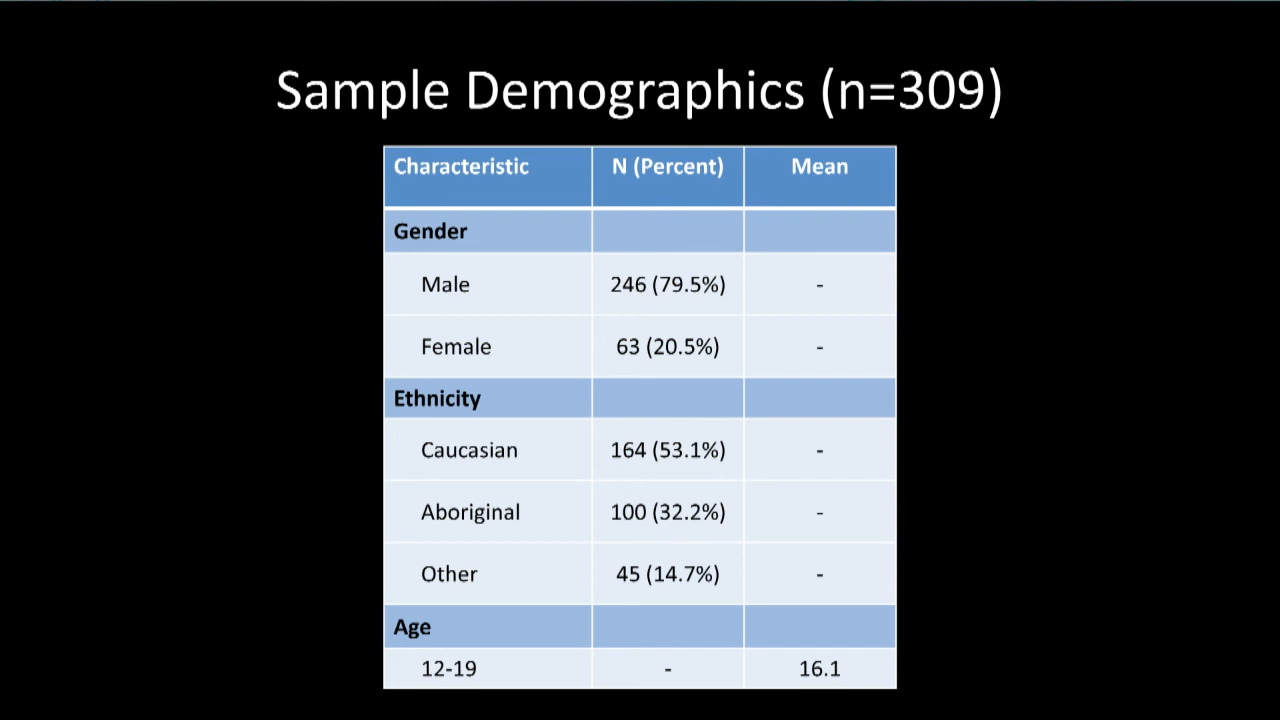 Sample Demographics (n=309)
Characteristic N (Percent) Mean
Gender
Male 246 (79.5%) -
Female 63 (20.5%) -
Ethnicity
Caucasian 164 (53.1%) -
Aboriginal 100 (32.2%) -
Other 45 (14.7%) -
Age
12-19 - 16.1